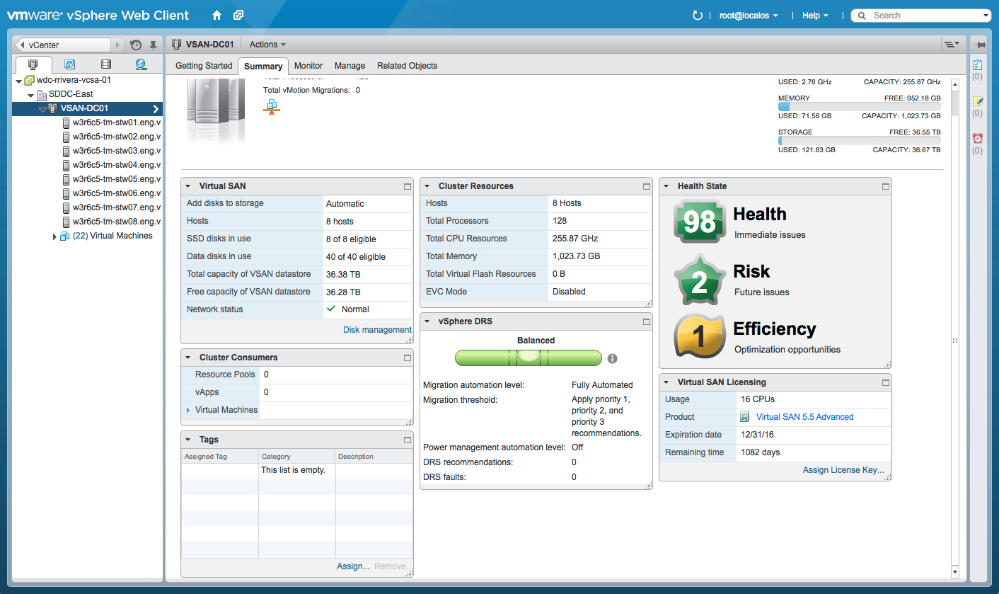 vmware® vSphere Web Client
root@localos
Help
Search
vCenter
wdc-rrivera-vcsa-01
SDDC-East
VSAN-DC01
w3r6c5-tm-stw01.eng.v
w3r6c5-tm-stw02.eng.v
w3r6c5-tm-stw03.eng.v
w3r6c5-tm-stw04.eng.v
w3r6c5-tm-stw05.eng.v
w3r6c5-tm-stw06.eng.v
w3r6c5-tm-stw07.eng.v
w3r6c5-tm-stw08.eng.v
(22) Virtual Machines
VSAN-DC01 Actions
Getting Started Summary Monitor Manage Related Objects
Total Processors: 128
Total vMotion Migrations: 0
USED: 2.76 GHz CAPACITY: 255.87 GHz
MEMORY FREE: 952.18 GB
USED: 71.56 GB CAPACITY: 1,023.73 GB
STORAGE FREE: 36.55 TB
USED: 121.63 GB CAPACITY: 36.67 TB
(0)
(0)
(0)
Virtual SAN
Add disks to storage Automatic
Hosts 8 hosts
SSD disks in use 8 of 8 eligible
Data disks in use 40 of 40 eligible
Total capacity of VSAN datastore 36.38 TB
Free capacity of VSAN datastore 36.28 TB
Network status Normal
Disk management
Cluster Consumers
Resource Pools 0
vApps 0
Virtual Machines
Tags
Assigned Tag Category Description
This list is empty.
Assign... Remove...
Cluster Resources
Hosts 8 Hosts
Total Processors 128
Total CPU Resources 255.87 GHz
Total Memory 1,023.73 GB
Total Virtual Flash Resources 0 B
EVC Mode Disabled
vSphere DRS
Balanced
Migration automation level: Fully Automated
Migration threshold: Apply priority 1,
priority 2, and
priority 3
recommendations.
Power management automation level: Off
DRS recommendations: 0
DRS faults: 0
Health State
98 Health
Immediate issues
2 Risk
Future issues
1 Efficiency
Optimization opportunities
Virtual SAN Licensing
Usage 16 CPUs
Product Virtual SAN 5.5 Advanced
Expiration date 12/31/16
Remaining time 1082 days
Assign License Key...